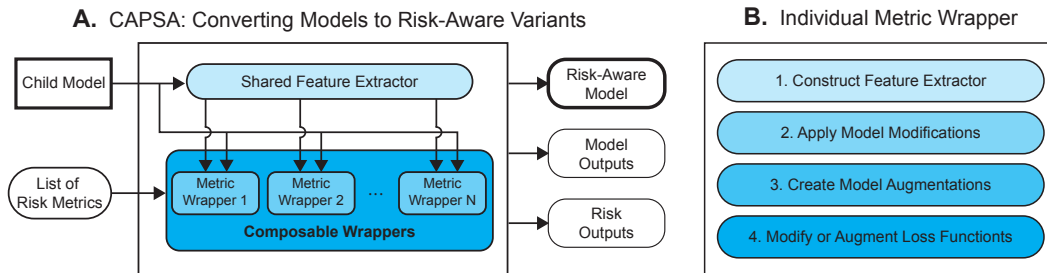 A. CAPSA: Converting Models to Risk-Aware Variants
Child Model
List of
Risk Metrics
Shared Feature Extractor
Metric
Wrapper 1
Metric
Wrapper 2
...
Metric
Wrapper N
Composable Wrappers
Risk-Aware
Model
Model
Outputs
Risk
Outputs
B. Individual Metric Wrapper
1. Construct Feature Extractor
2. Apply Model Modifications
3. Create Model Augmentations
4. Modify or Augment Loss Functionts